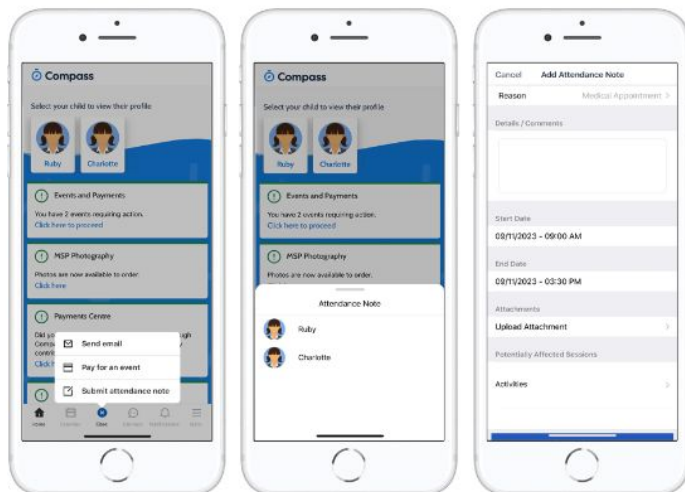 Compass
Select your child to view their profile
Ruby
Charlotte
Events and Payments
You have 2 events requiring action.
Click here to proceed
MSP Photography
Photos are now available to order.
Click here
Payments Centre
Send email
Pay for an event
Submit attendance note
Home
Compass
Select your child to view their profile
Ruby
Charlotte
Events and Payments
You have 2 events requiring action.
Click here to proceed
MSP Photography
Photos are now available to order.
Attendance Note
Ruby
Charlotte
Cancel Add Attendance Note
Reason Medical Appointment
Details / Comments
Start Date
09/11/2023 - 09:00 AM
End Date
09/11/2023 - 03:30 PM
Attachments
Upload Attachment
Potentially Affected Sessions
Activities